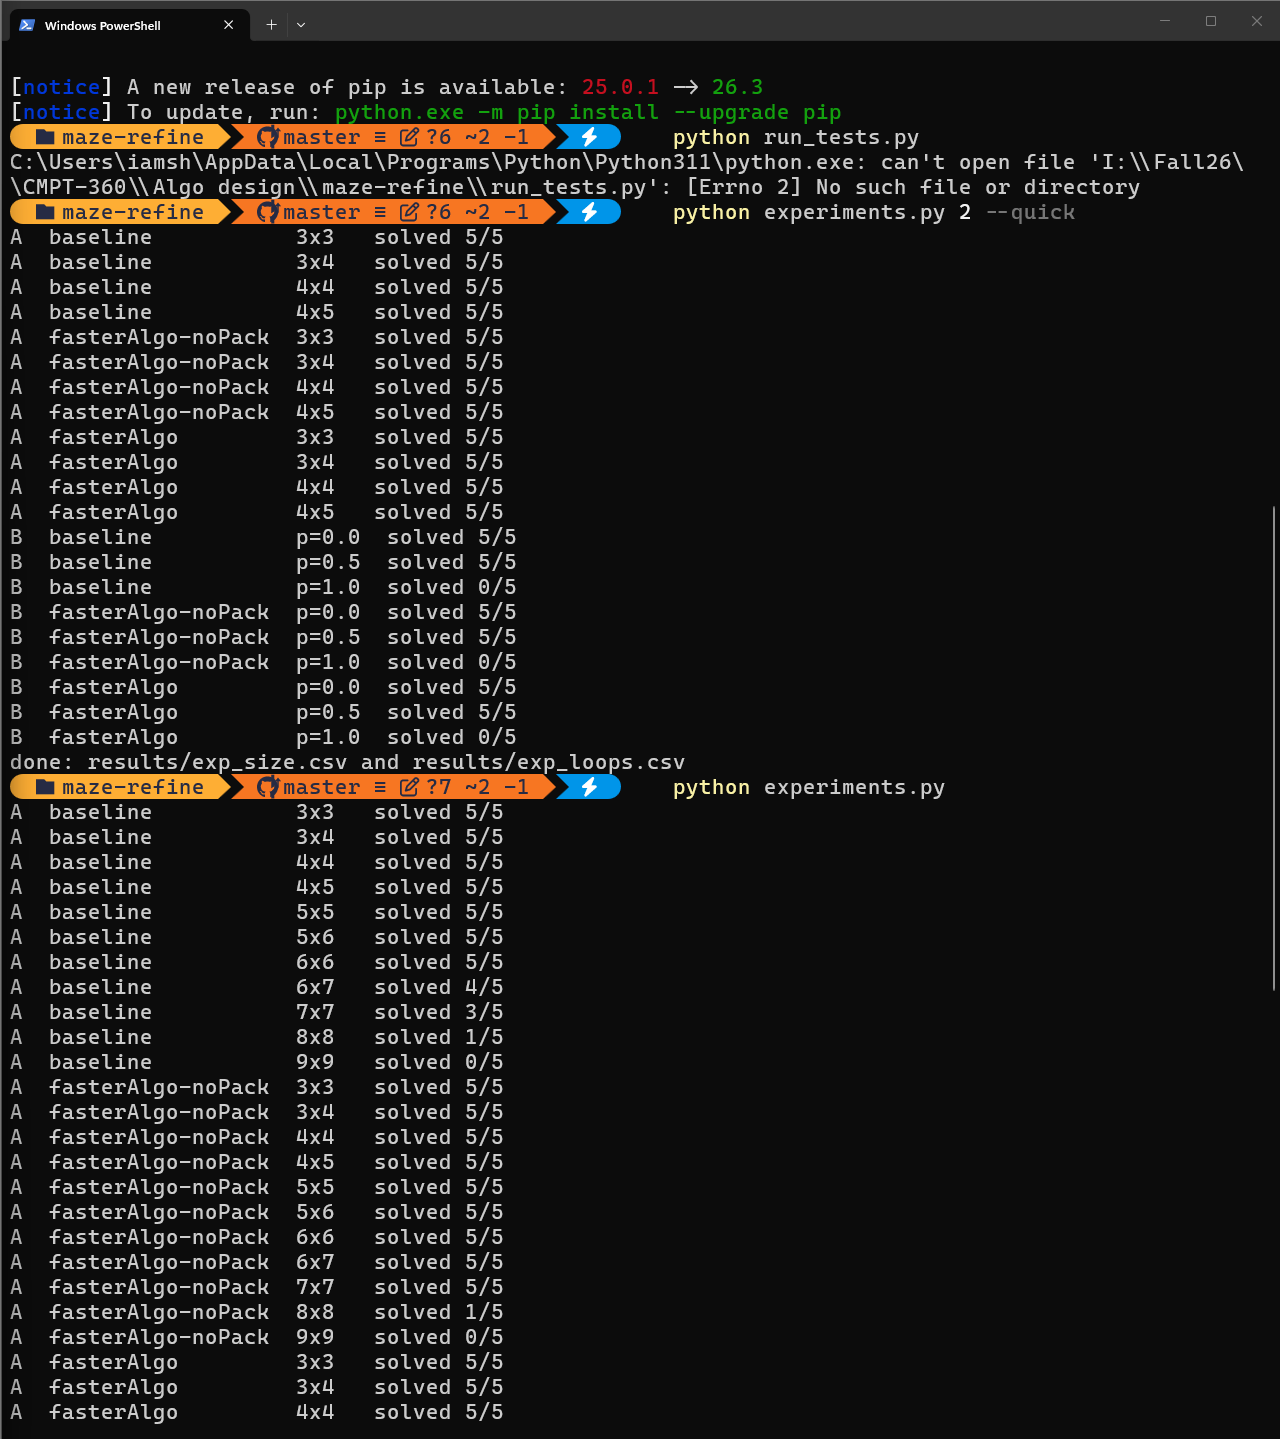 Windows PowerShell
[notice] A new release of pip is available: 25.0.1 -> 26.3
[notice] To update, run: python.exe -m pip install --upgrade pip
maze-refine master ≡ ?6 ~2 -1 python run_tests.py
C:\Users\iamsh\AppData\Local\Programs\Python\Python311\python.exe: can't open file 'I:\\Fall26\
\CMPT-360\\Algo design\\maze-refine\\run_tests.py': [Errno 2] No such file or directory
maze-refine master ≡ ?6 ~2 -1 python experiments.py 2 --quick
A  baseline           3x3   solved 5/5
A  baseline           3x4   solved 5/5
A  baseline           4x4   solved 5/5
A  baseline           4x5   solved 5/5
A  fasterAlgo-noPack  3x3   solved 5/5
A  fasterAlgo-noPack  3x4   solved 5/5
A  fasterAlgo-noPack  4x4   solved 5/5
A  fasterAlgo-noPack  4x5   solved 5/5
A  fasterAlgo         3x3   solved 5/5
A  fasterAlgo         3x4   solved 5/5
A  fasterAlgo         4x4   solved 5/5
A  fasterAlgo         4x5   solved 5/5
B  baseline           p=0.0  solved 5/5
B  baseline           p=0.5  solved 5/5
B  baseline           p=1.0  solved 0/5
B  fasterAlgo-noPack  p=0.0  solved 5/5
B  fasterAlgo-noPack  p=0.5  solved 5/5
B  fasterAlgo-noPack  p=1.0  solved 0/5
B  fasterAlgo         p=0.0  solved 5/5
B  fasterAlgo         p=0.5  solved 5/5
B  fasterAlgo         p=1.0  solved 0/5
done: results/exp_size.csv and results/exp_loops.csv
maze-refine master ≡ ?7 ~2 -1 python experiments.py
A  baseline           3x3   solved 5/5
A  baseline           3x4   solved 5/5
A  baseline           4x4   solved 5/5
A  baseline           4x5   solved 5/5
A  baseline           5x5   solved 5/5
A  baseline           5x6   solved 5/5
A  baseline           6x6   solved 5/5
A  baseline           6x7   solved 4/5
A  baseline           7x7   solved 3/5
A  baseline           8x8   solved 1/5
A  baseline           9x9   solved 0/5
A  fasterAlgo-noPack  3x3   solved 5/5
A  fasterAlgo-noPack  3x4   solved 5/5
A  fasterAlgo-noPack  4x4   solved 5/5
A  fasterAlgo-noPack  4x5   solved 5/5
A  fasterAlgo-noPack  5x5   solved 5/5
A  fasterAlgo-noPack  5x6   solved 5/5
A  fasterAlgo-noPack  6x6   solved 5/5
A  fasterAlgo-noPack  6x7   solved 5/5
A  fasterAlgo-noPack  7x7   solved 5/5
A  fasterAlgo-noPack  8x8   solved 1/5
A  fasterAlgo-noPack  9x9   solved 0/5
A  fasterAlgo         3x3   solved 5/5
A  fasterAlgo         3x4   solved 5/5
A  fasterAlgo         4x4   solved 5/5